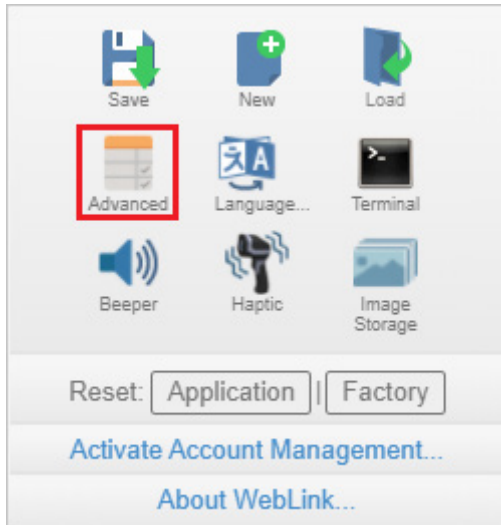 Save New Load
Advanced Language... Terminal
Beeper Haptic Image
Storage
Reset: Application | Factory
Activate Account Management...
About WebLink...